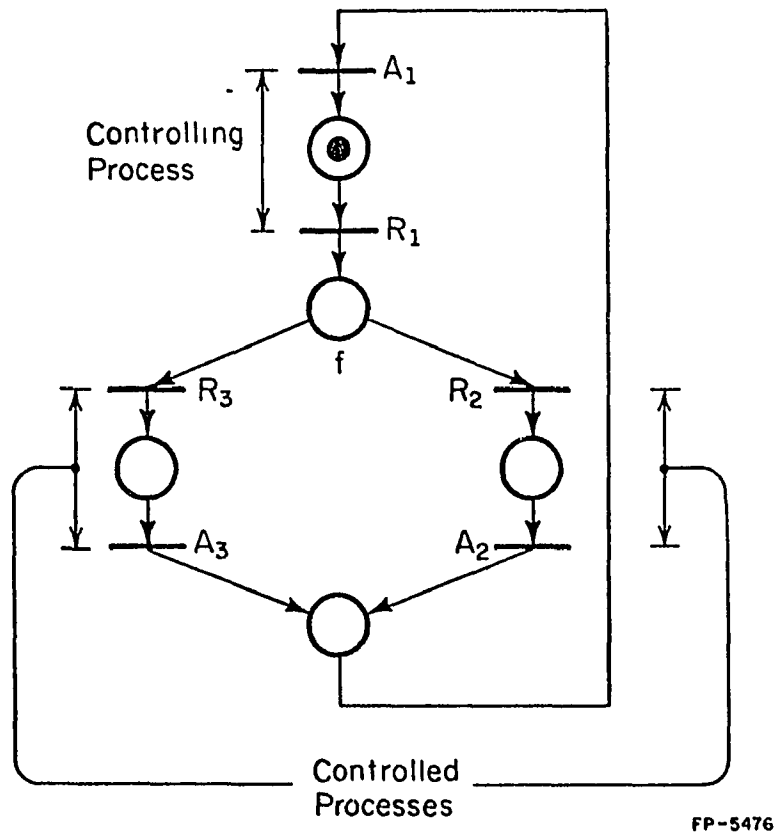 A₁
Controlling
Process
R₁
f
R₃
R₂
A₃
A₂
Controlled
Processes
FP-5476